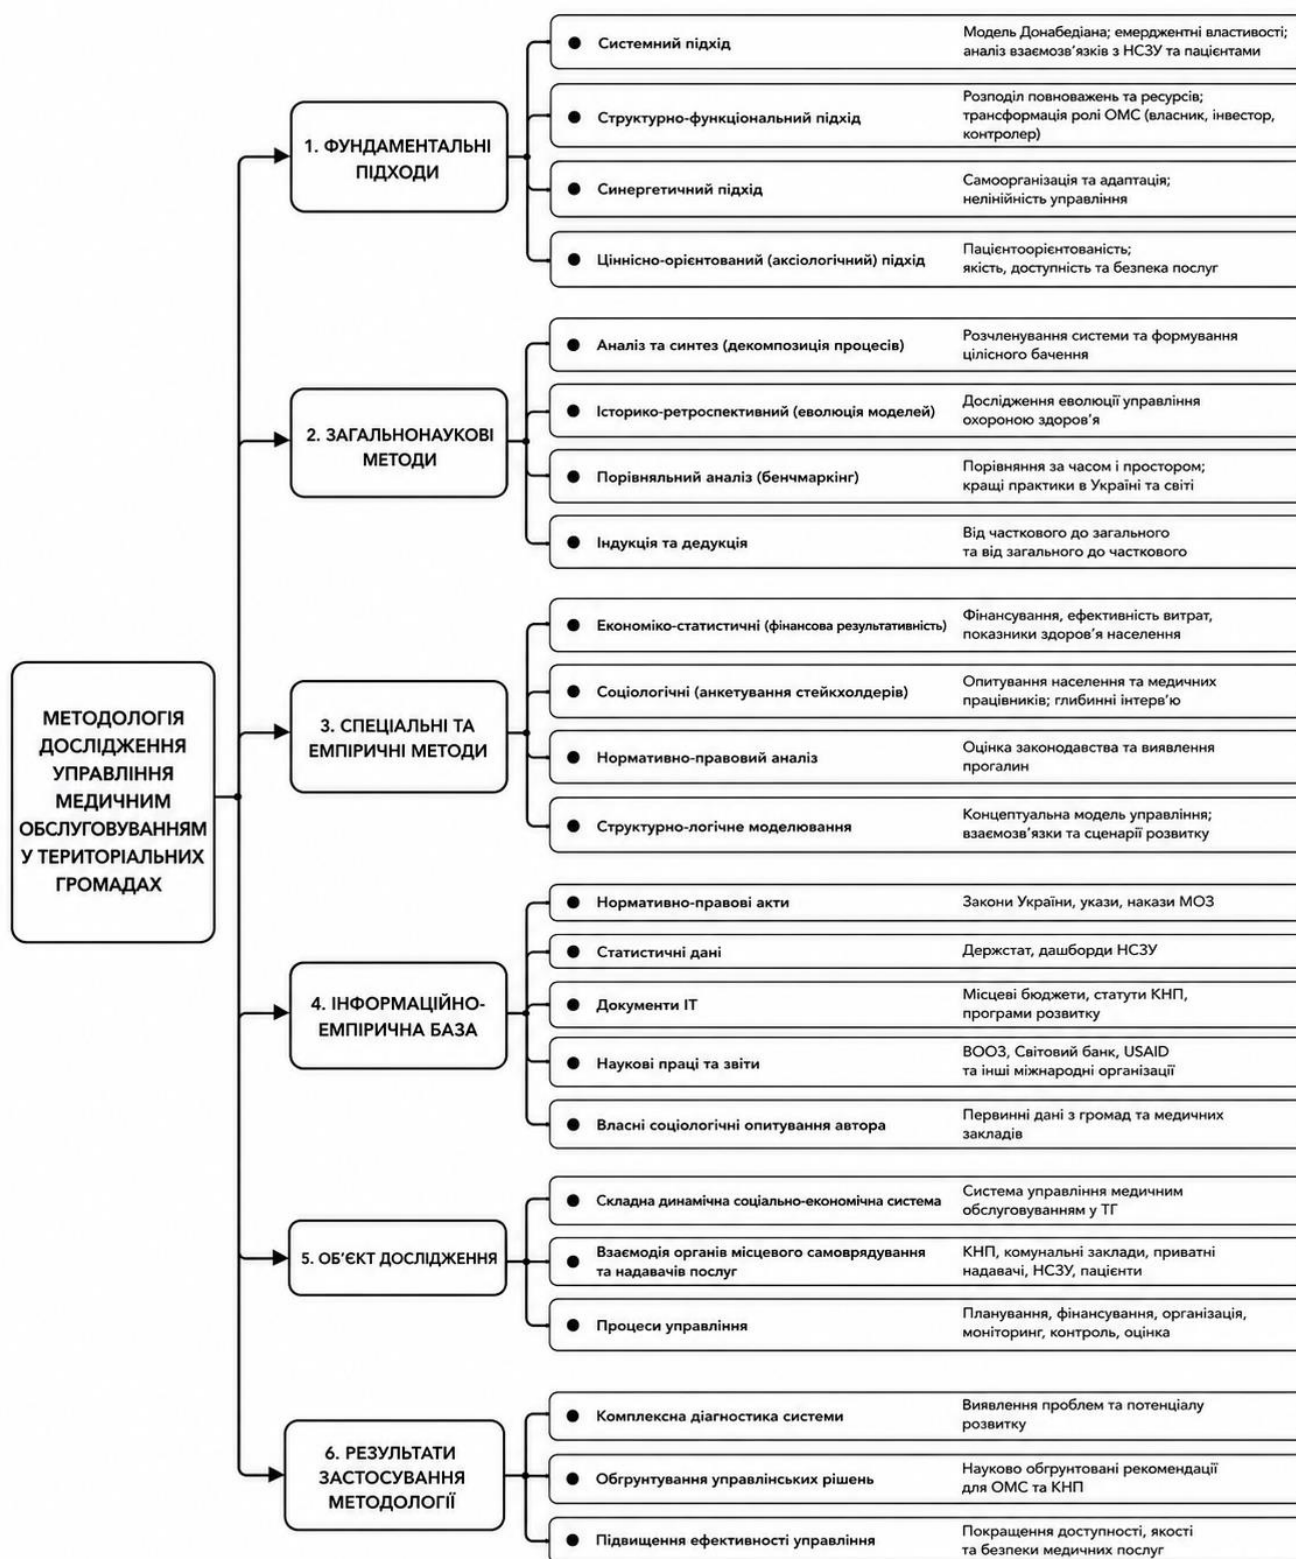 МЕТОДОЛОГІЯ
ДОСЛІДЖЕННЯ
УПРАВЛІННЯ
МЕДИЧНИМ
ОБСЛУГОВУВАННЯМ
У ТЕРИТОРІАЛЬНИХ
ГРОМАДАХ
1. ФУНДАМЕНТАЛЬНІ
ПІДХОДИ
Системний підхід
Модель Донабедіана; емерджентні властивості;
аналіз взаємозв'язків з НСЗУ та пацієнтами
Структурно-функціональний підхід
Розподіл повноважень та ресурсів;
трансформація ролі ОМС (власник, інвестор,
контролер)
Синергетичний підхід
Самоорганізація та адаптація;
нелінійність управління
Ціннісно-орієнтований (аксіологічний) підхід
Пацієнтоорієнтованість;
якість, доступність та безпека послуг
2. ЗАГАЛЬНОНАУКОВІ
МЕТОДИ
Аналіз та синтез (декомпозиція процесів)
Розчленування системи та формування
цілісного бачення
Історико-ретроспективний (еволюція моделей)
Дослідження еволюції управління
охороною здоров'я
Порівняльний аналіз (бенчмаркінг)
Порівняння за часом і простором;
кращі практики в Україні та світі
Індукція та дедукція
Від часткового до загального
та від загального до часткового
3. СПЕЦІАЛЬНІ ТА
ЕМПІРИЧНІ МЕТОДИ
Економіко-статистичні (фінансова результативність)
Фінансування, ефективність витрат,
показники здоров'я населення
Соціологічні (анкетування стейкхолдерів)
Опитування населення та медичних
працівників; глибинні інтерв'ю
Нормативно-правовий аналіз
Оцінка законодавства та виявлення
прогалин
Структурно-логічне моделювання
Концептуальна модель управління;
взаємозв'язки та сценарії розвитку
4. ІНФОРМАЦІЙНО-
ЕМПІРИЧНА БАЗА
Нормативно-правові акти
Закони України, укази, накази МОЗ
Статистичні дані
Держстат, дашборди НСЗУ
Документи ІТ
Місцеві бюджети, статути КНП,
програми розвитку
Наукові праці та звіти
ВООЗ, Світовий банк, USAID
та інші міжнародні організації
Власні соціологічні опитування автора
Первинні дані з громад та медичних
закладів
5. ОБ'ЄКТ ДОСЛІДЖЕННЯ
Складна динамічна соціально-економічна система
Система управління медичним
обслуговуванням у ТГ
Взаємодія органів місцевого самоврядування
та надавачів послуг
КНП, комунальні заклади, приватні
надавачі, НСЗУ, пацієнти
Процеси управління
Планування, фінансування, організація,
моніторинг, контроль, оцінка
6. РЕЗУЛЬТАТИ
ЗАСТОСУВАННЯ
МЕТОДОЛОГІЇ
Комплексна діагностика системи
Виявлення проблем та потенціалу
розвитку
Обгрунтування управлінських рішень
Науково обгрунтовані рекомендації
для ОМС та КНП
Підвищення ефективності управління
Покращення доступності, якості
та безпеки медичних послуг